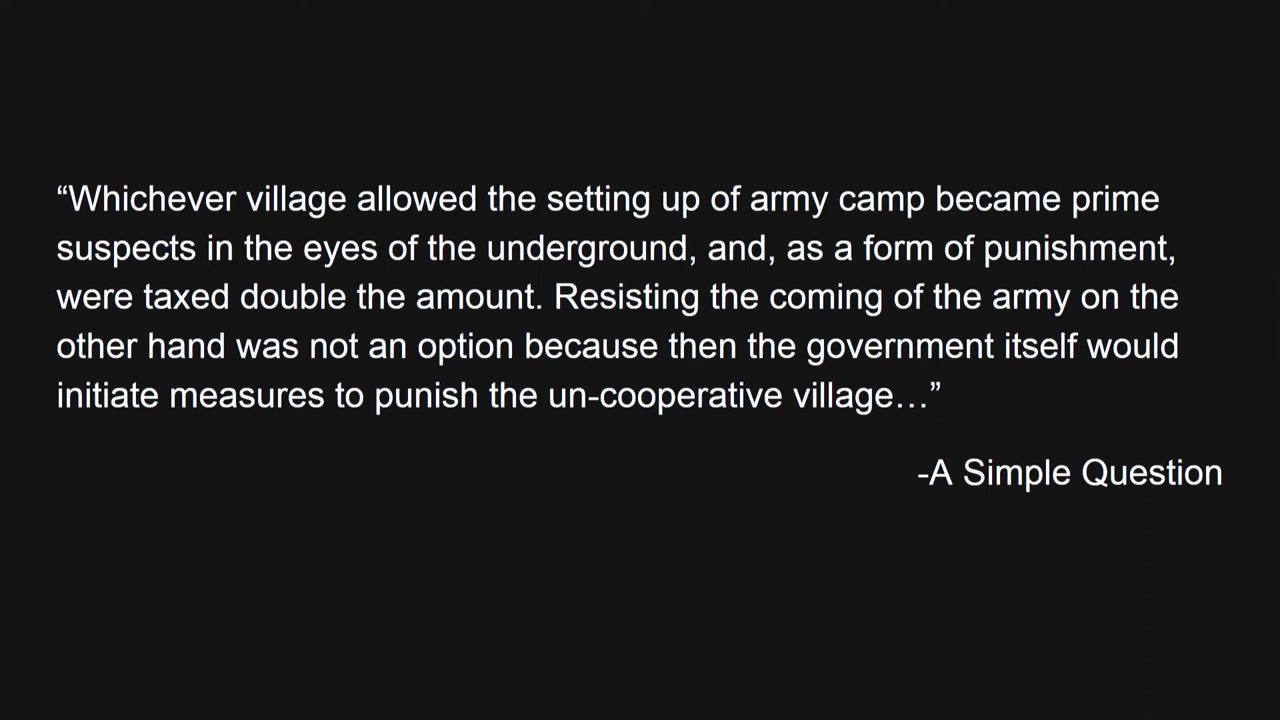 “Whichever village allowed the setting up of army camp became prime
suspects in the eyes of the underground, and, as a form of punishment,
were taxed double the amount. Resisting the coming of the army on the
other hand was not an option because then the government itself would
initiate measures to punish the un-cooperative village…”
-A Simple Question